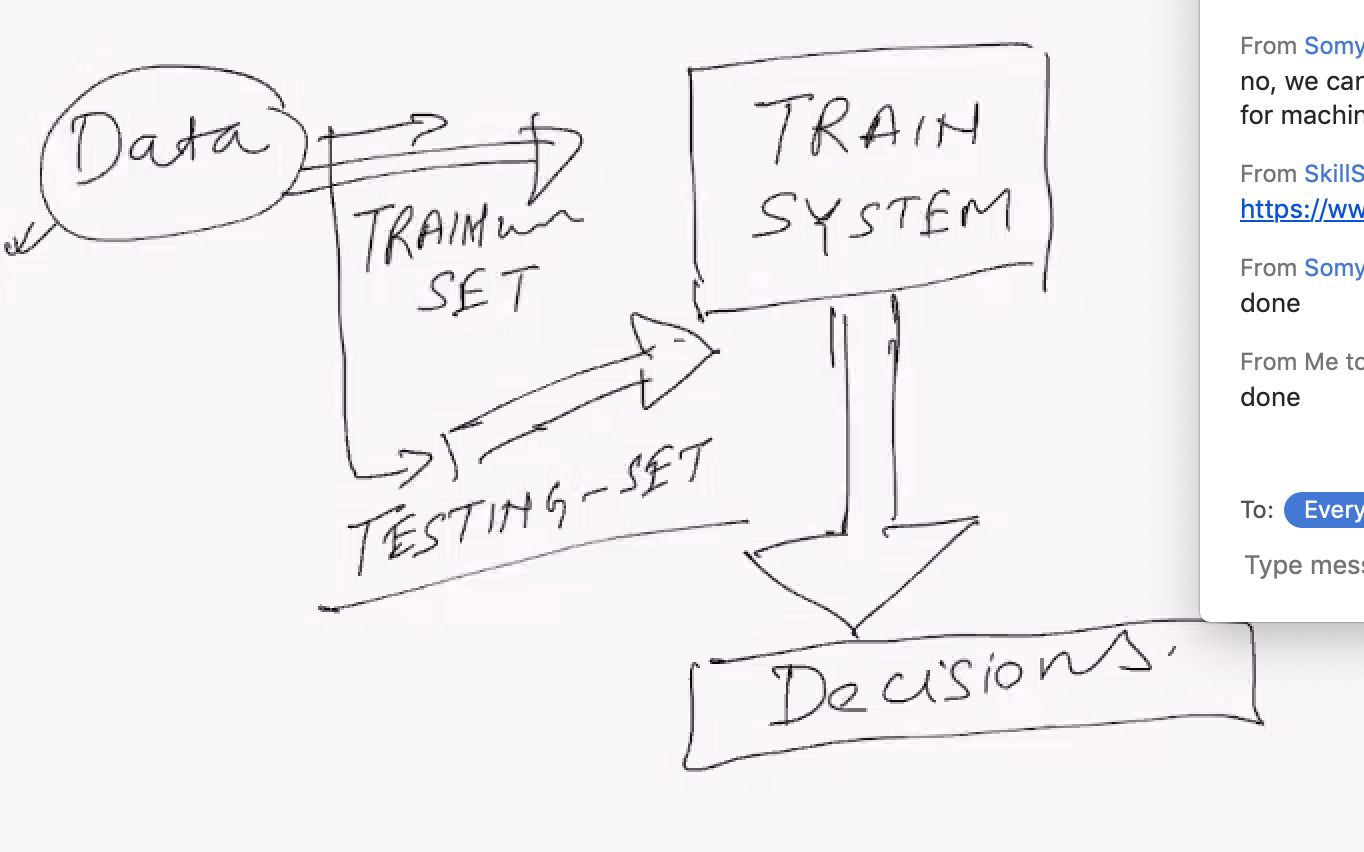 Data
TRAIN
SYSTEM
SET
TESTING-SET
Decisions.
From Somy
no, we car
for machin
From SkillS
https://ww
From Somy
done
From Me to
done
To: Every
Type mess